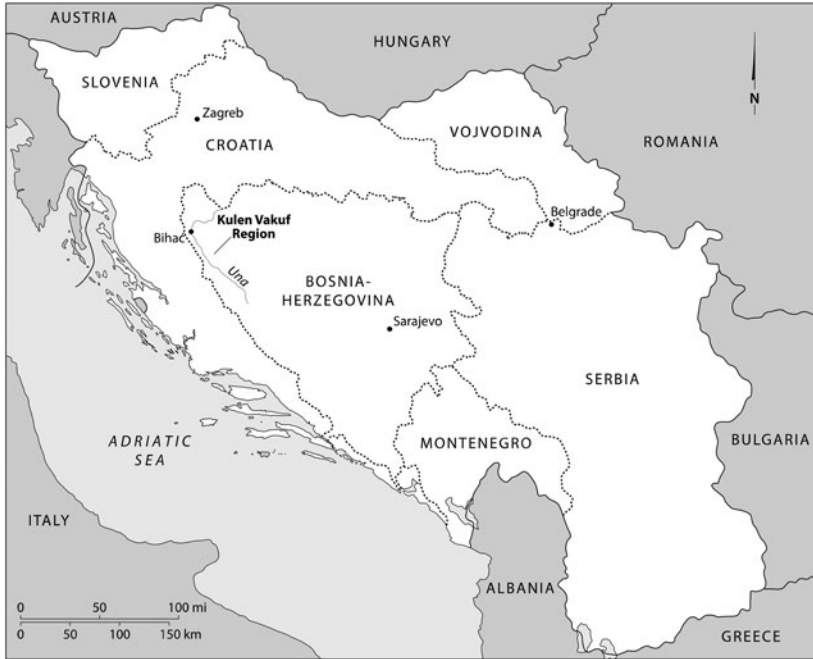 AUSTRIA
HUNGARY
SLOVENIA
N
Zagreb
VOJVODINA
ROMANIA
CROATIA
Belgrade
Kulen Vakuf
Region
Bihać
Una
BOSNIA-
HERZEGOVINA
Sarajevo
SERBIA
ADRIATIC
SEA
MONTENEGRO
BULGARIA
ITALY
ALBANIA
0 50 100 mi
0 50 100 150 km
GREECE